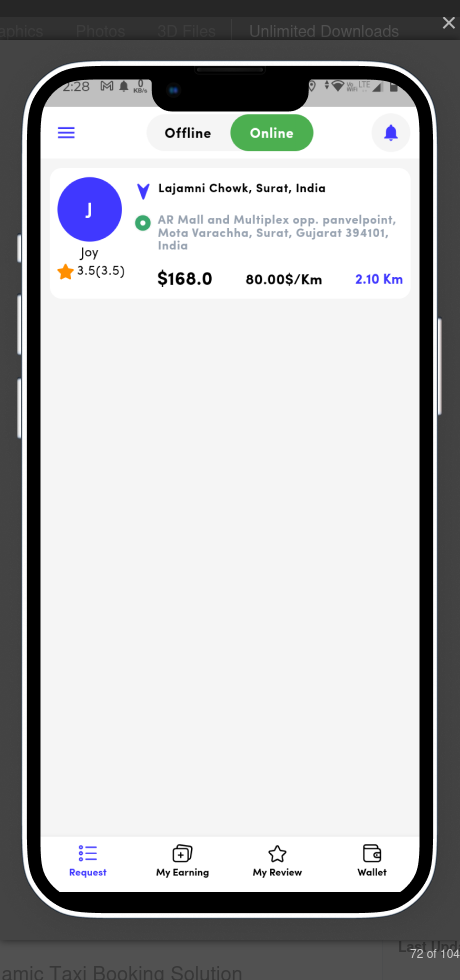 Photos
3D Files
Unlimited Downloads
2:28
0
KB/s
LTE
Offline
Online
J
Joy
3.5(3.5)
Lajamni Chowk, Surat, India
AR Mall and Multiplex opp. panvelpoint,
Mota Varachha, Surat, Gujarat 394101,
India
$168.0
80.00$/Km
2.10 Km
Request
My Earning
My Review
Wallet
72 of 104
Taxi Booking Solution